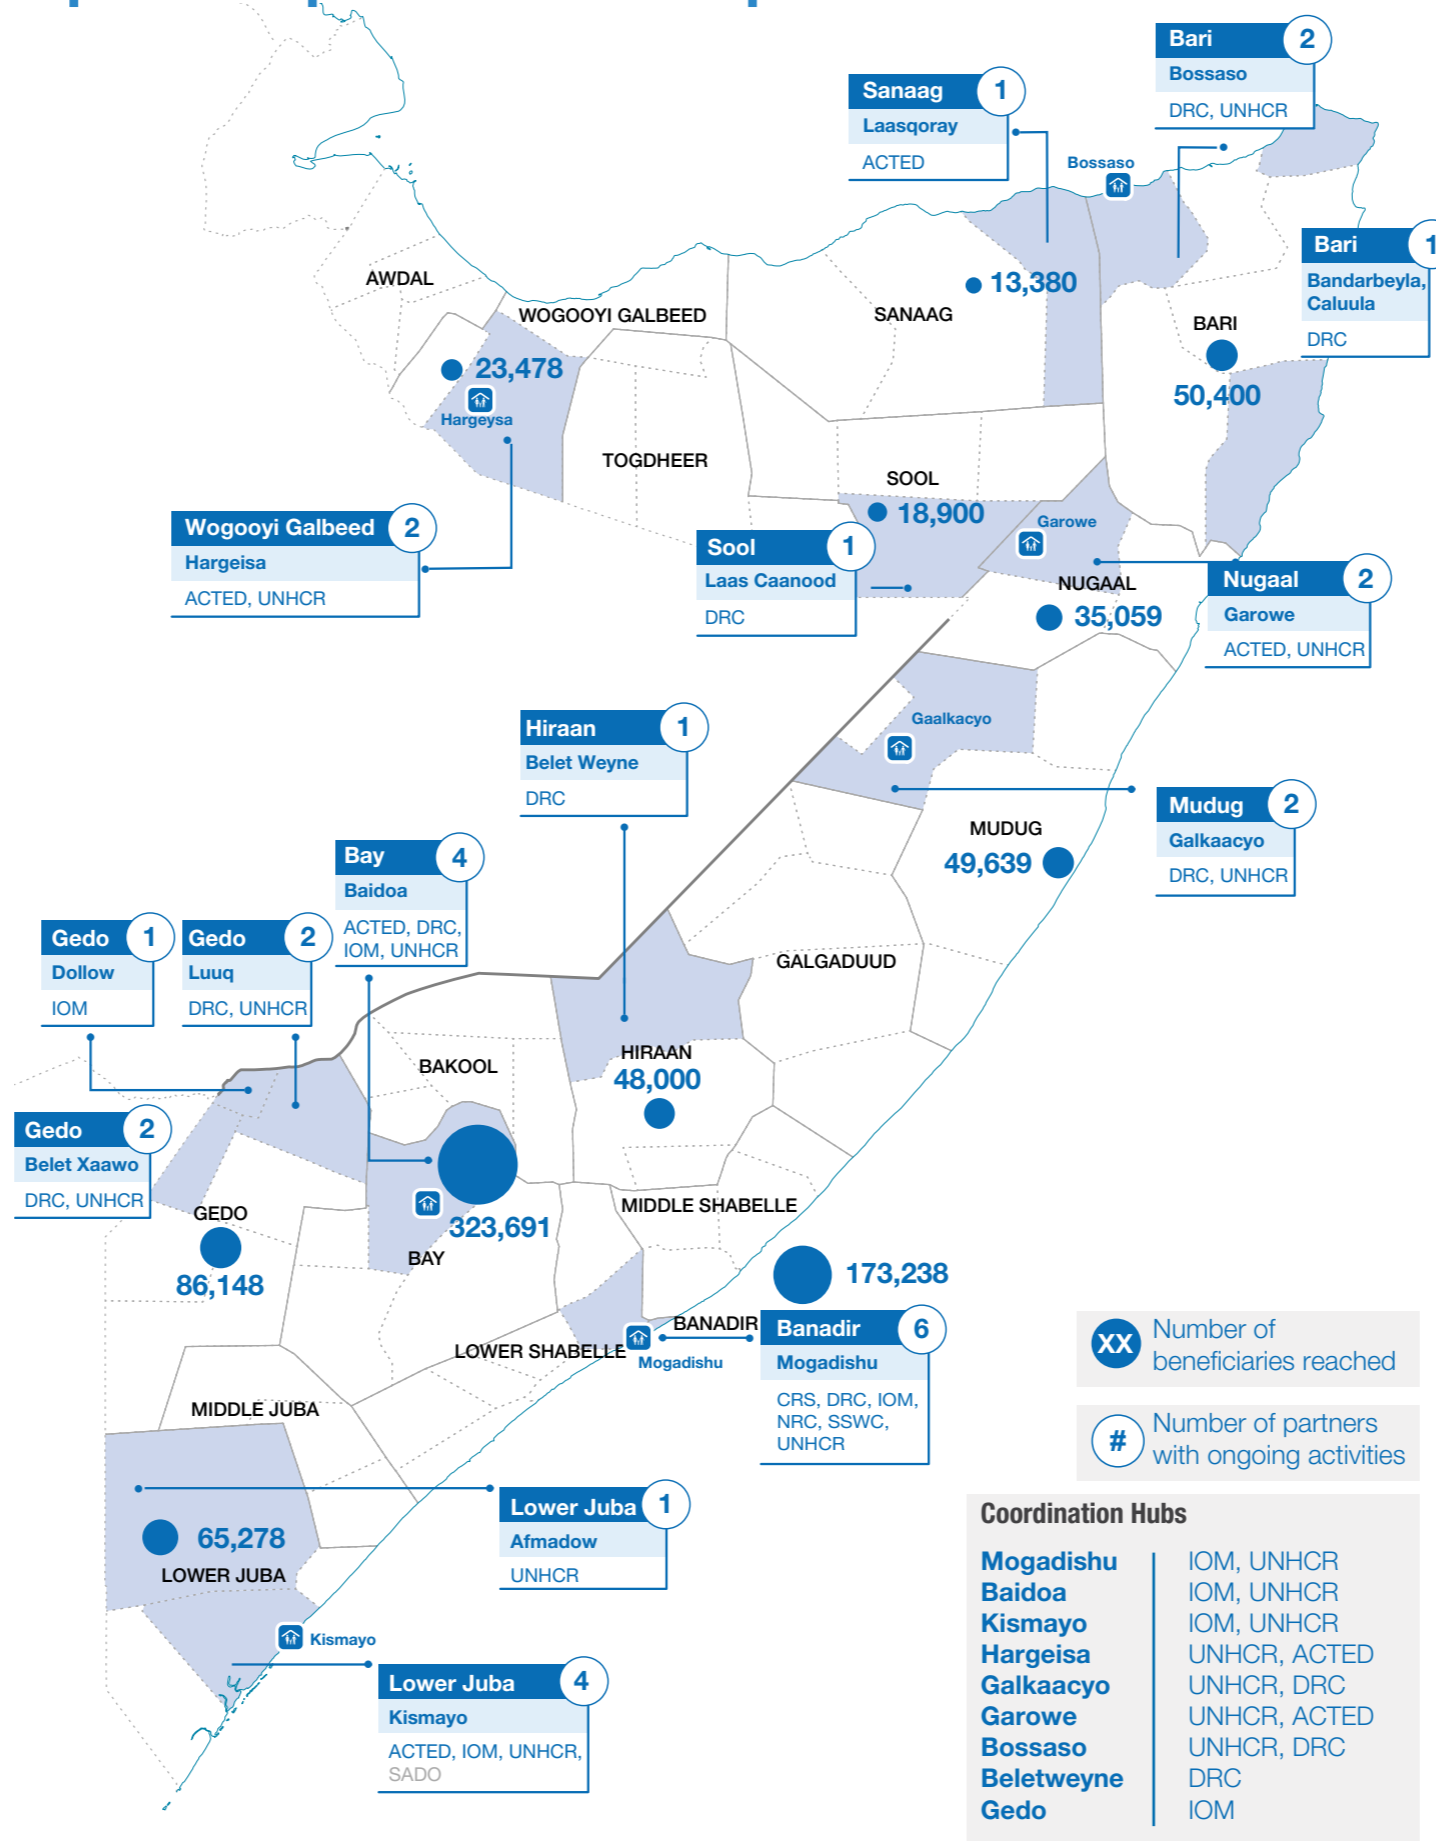 Bari 2
Bossaso
DRC, UNHCR
Sanaag 1
Laasqoray
ACTED
Bossaso
Bari 1
Bandarbeyla,
Caluula
DRC
AWDAL
13,380
WOGOOYI GALBEED
SANAAG
BARI
23,478
50,400
Hargeysa
TOGDHEER
SOOL
18,900
Garowe
Wogooyi Galbeed 2
Hargeisa
ACTED, UNHCR
Sool 1
Laas Caanood
DRC
NUGAAL
35,059
Nugaal 2
Garowe
ACTED, UNHCR
Gaalkacyo
Hiraan 1
Belet Weyne
DRC
Mudug 2
Galkaacyo
DRC, UNHCR
MUDUG
49,639
Bay 4
Baidoa
ACTED, DRC,
IOM, UNHCR
Gedo 1
Dollow
IOM
Gedo 2
Luuq
DRC, UNHCR
GALGADUUD
BAKOOL
HIRAAN
48,000
Gedo 2
Belet Xaawo
DRC, UNHCR
GEDO
86,148
323,691
BAY
MIDDLE SHABELLE
173,238
BANADIR
Banadir 6
Mogadishu
CRS, DRC, IOM,
NRC, SSWC,
UNHCR
LOWER SHABELLE
Mogadishu
XX Number of
beneficiaries reached
# Number of partners
with ongoing activities
MIDDLE JUBA
Lower Juba 1
Afmadow
UNHCR
65,278
LOWER JUBA
Kismayo
Lower Juba 4
Kismayo
ACTED, IOM, UNHCR,
SADO
Coordination Hubs
Mogadishu IOM, UNHCR
Baidoa IOM, UNHCR
Kismayo IOM, UNHCR
Hargeisa UNHCR, ACTED
Galkaacyo UNHCR, DRC
Garowe UNHCR, ACTED
Bossaso UNHCR, DRC
Beletweyne DRC
Gedo IOM